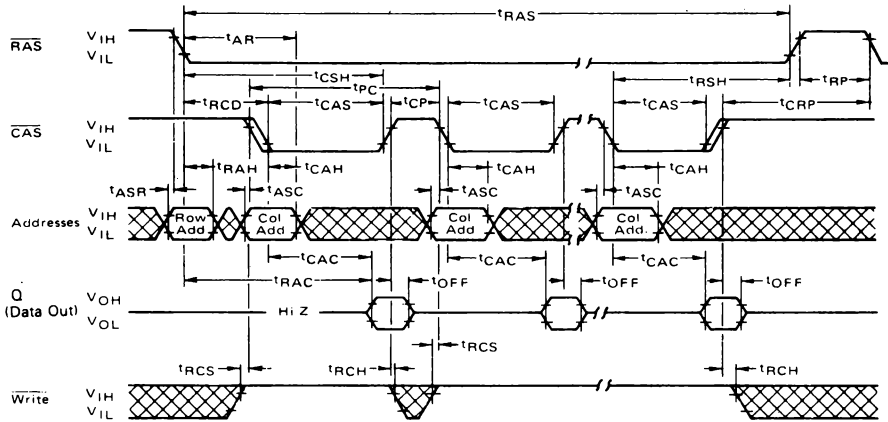 tRAS
RAS
VIH
VIL
tAR
tCSH
tPC
tRSH
tRP
tRCD
tCAS
tCP
tCAS
tCAS
tCRP
CAS
VIH
VIL
tRAH
tCAH
tCAH
tCAH
tASR
tASC
tASC
tASC
Addresses
VIH
VIL
Row
Add
Col
Add
Col
Add
Col
Add.
tCAC
tRAC
tCAC
tCAC
tOFF
tOFF
tOFF
Q
(Data Out)
VOH
VOL
Hi Z
tRCS
tRCS
tRCH
tRCH
Write
VIH
VIL